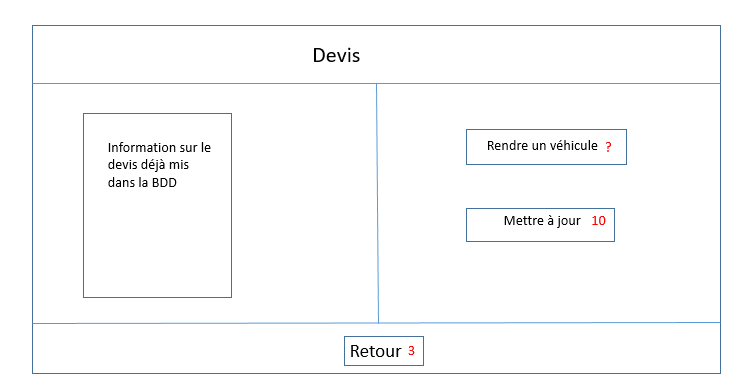 Devis
Information sur le
devis déjà mis
dans la BDD
Rendre un véhicule ?
Mettre à jour 10
Retour 3